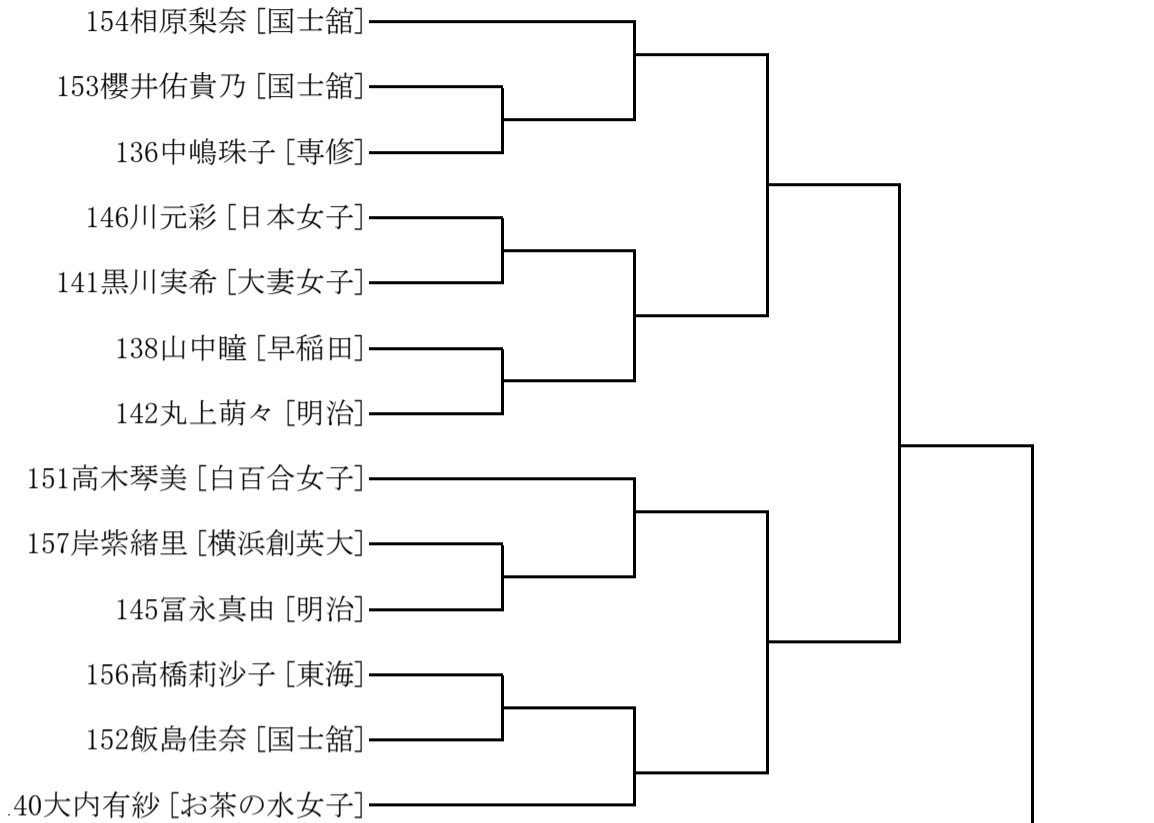 154相原梨奈 [国士舘]
153櫻井佑貴乃 [国士舘]
136中嶋珠子 [専修]
146川元彩 [日本女子]
141黒川実希 [大妻女子]
138山中瞳 [早稲田]
142丸上萌々 [明治]
151高木琴美 [白百合女子]
157岸紫緒里 [横浜創英大]
145冨永真由 [明治]
156高橋莉沙子 [東海]
152飯島佳奈 [国士舘]
40大内有紗 [お茶の水女子]